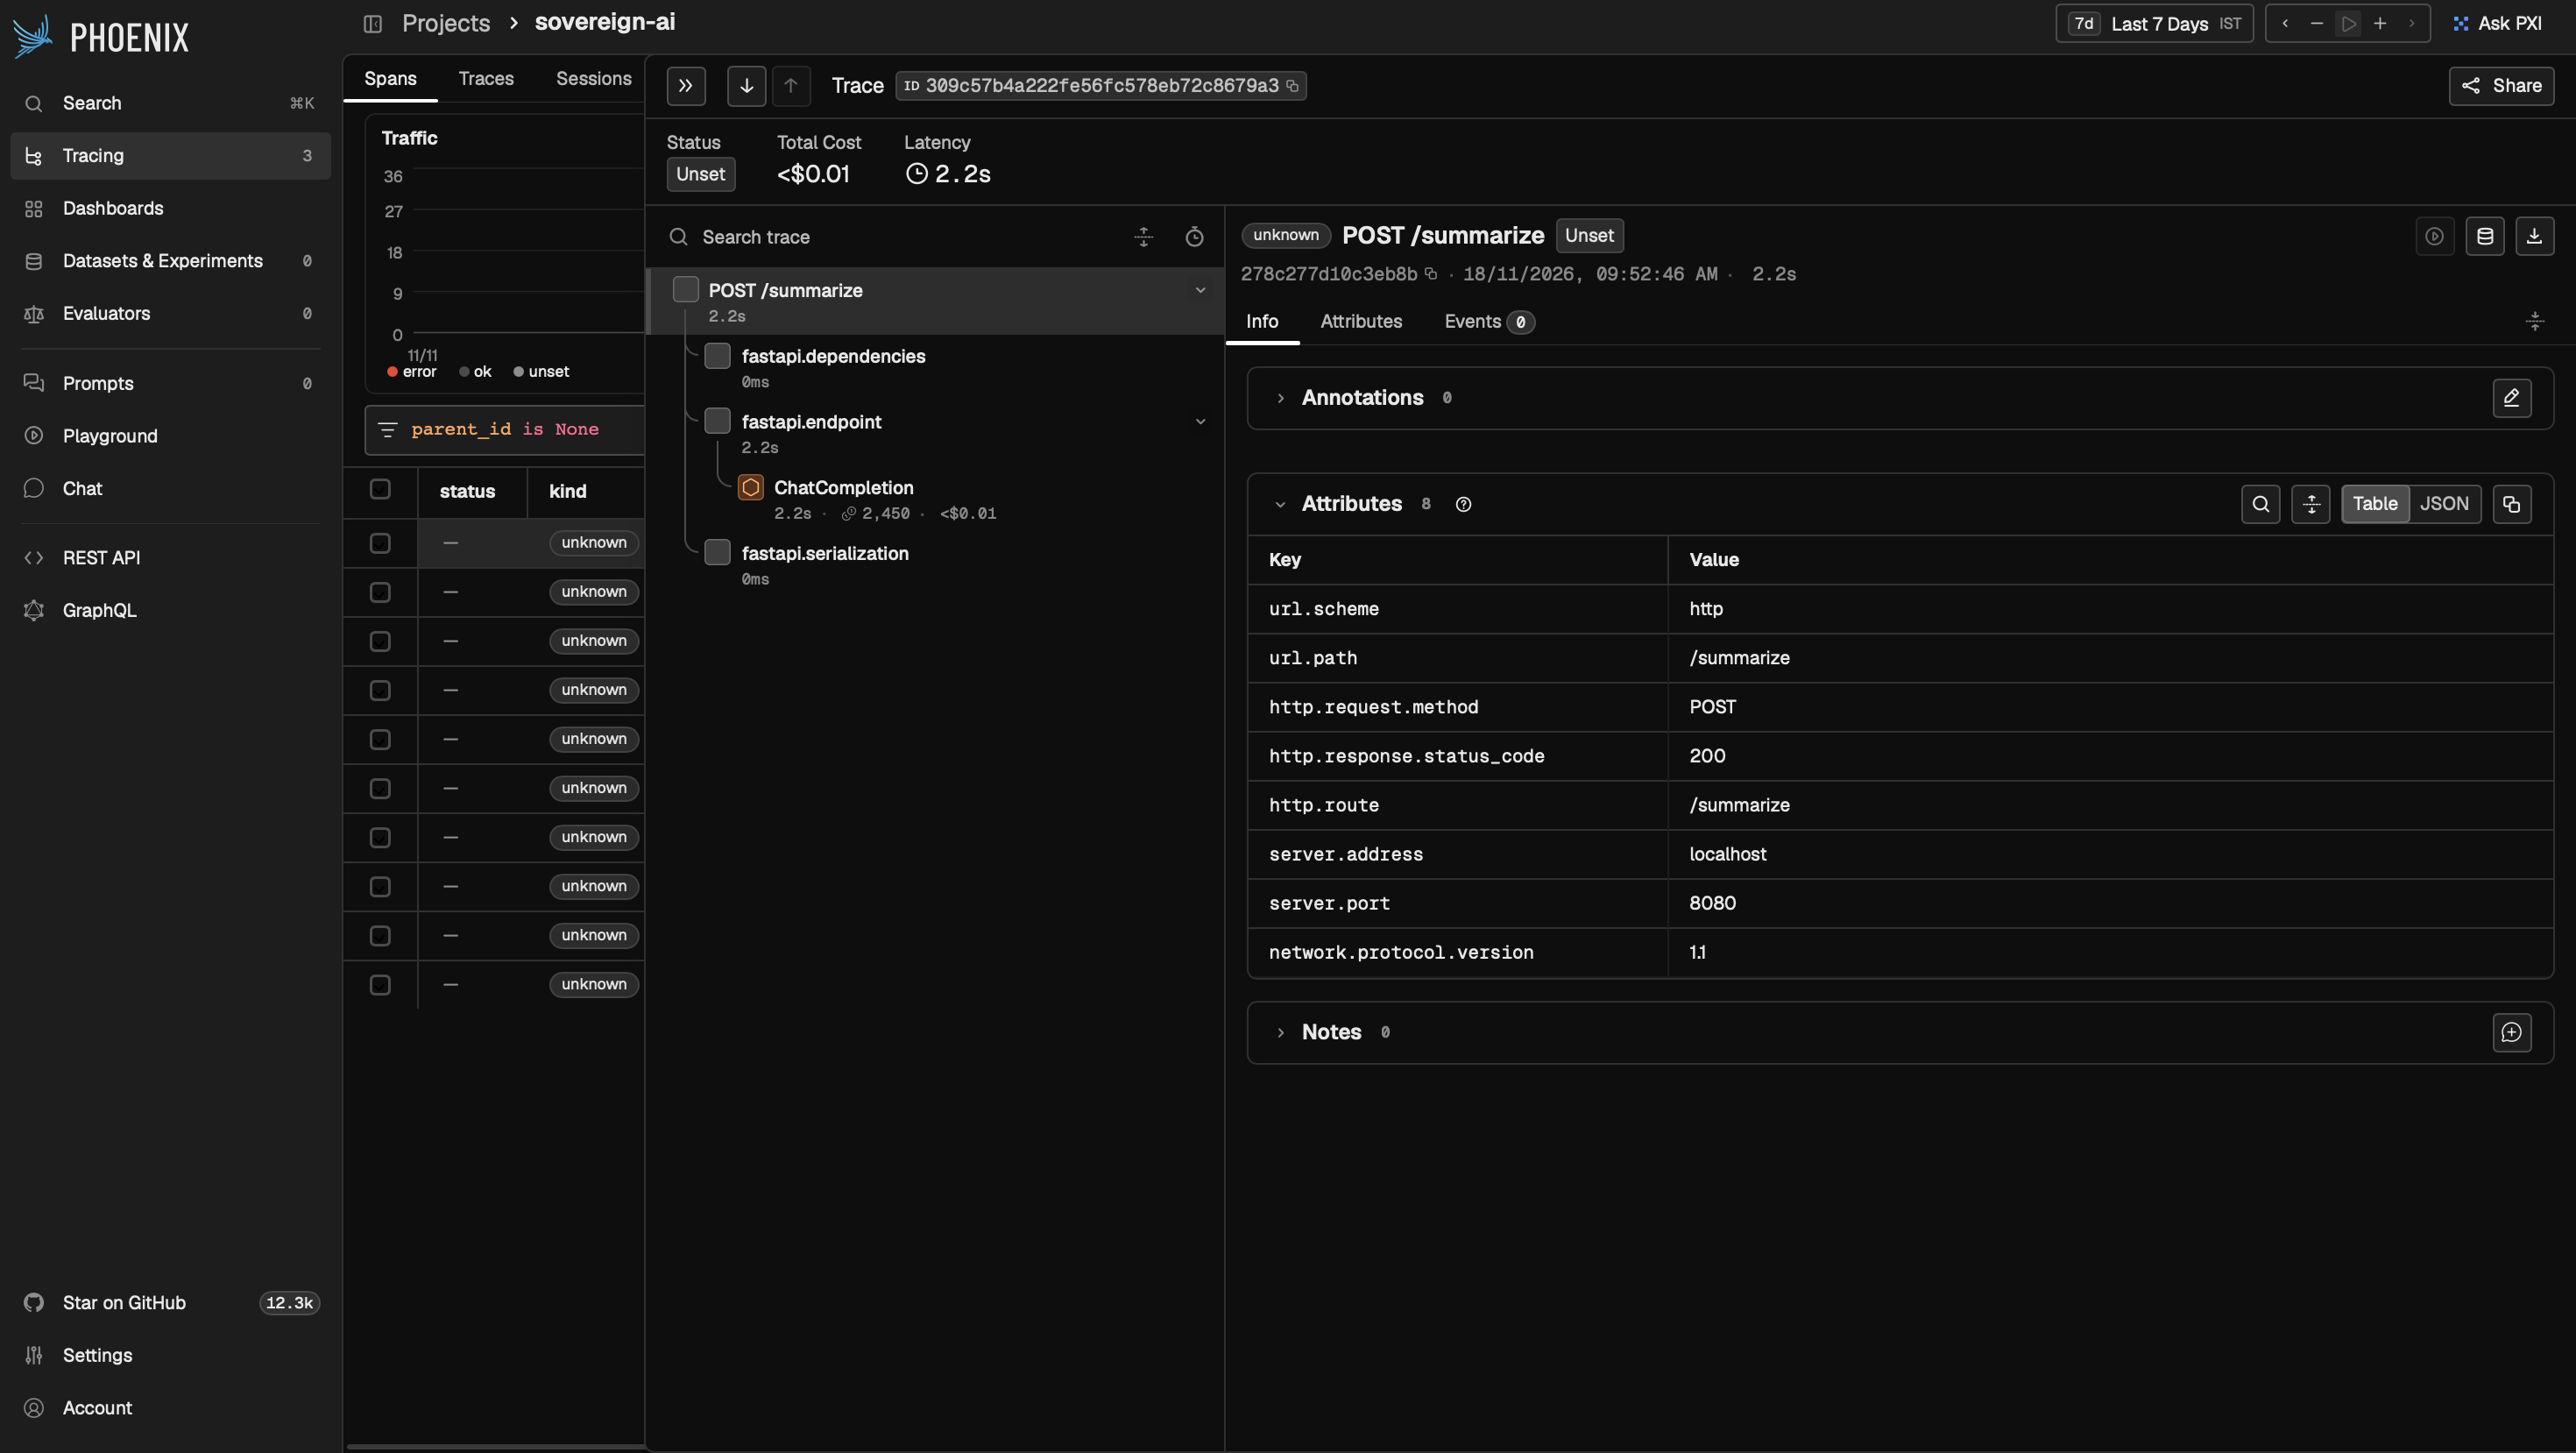 PHOENIX
Search ⌘K
Tracing 3
Dashboards
Datasets & Experiments 0
Evaluators 0
Prompts 0
Playground
Chat
REST API
GraphQL
Star on GitHub 12.3k
Settings
Account
Projects › sovereign-ai
7d Last 7 Days IST
Ask PXI
Spans Traces Sessions
Traffic
36
27
18
9
0
11/11
error ok unset
parent_id is None
status kind
— unknown
— unknown
— unknown
— unknown
— unknown
— unknown
— unknown
— unknown
— unknown
— unknown
Trace ID 309c57b4a222fe56fc578eb72c8679a3
Share
Status Total Cost Latency
Unset <$0.01 2.2s
Search trace
POST /summarize
2.2s
fastapi.dependencies
0ms
fastapi.endpoint
2.2s
ChatCompletion
2.2s · 2,450 · <$0.01
fastapi.serialization
0ms
unknown POST /summarize Unset
278c277d10c3eb8b · 18/11/2026, 09:52:46 AM · 2.2s
Info Attributes Events 0
Annotations 0
Attributes 8
Table JSON
Key Value
url.scheme http
url.path /summarize
http.request.method POST
http.response.status_code 200
http.route /summarize
server.address localhost
server.port 8080
network.protocol.version 1.1
Notes 0